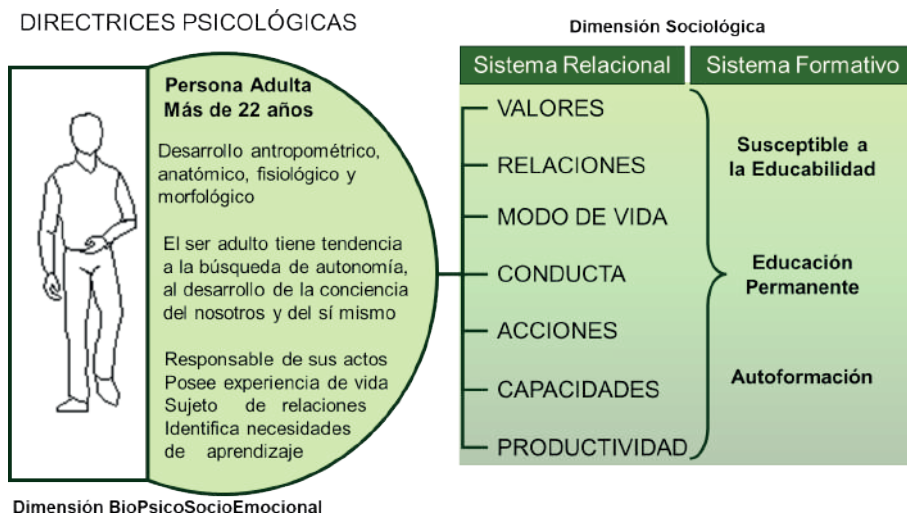 DIRECTRICES PSICOLÓGICAS
Persona Adulta
Más de 22 años
Desarrollo antropométrico,
anatómico, fisiológico y
morfológico
El ser adulto tiene tendencia
a la búsqueda de autonomía,
al desarrollo de la conciencia
del nosotros y del sí mismo
Responsable de sus actos
Posee experiencia de vida
Sujeto de relaciones
Identifica necesidades
de aprendizaje
Dimensión BioPsicoSocioEmocional
Dimensión Sociológica
Sistema Relacional
VALORES
RELACIONES
MODO DE VIDA
CONDUCTA
ACCIONES
CAPACIDADES
PRODUCTIVIDAD
Sistema Formativo
Susceptible a
la Educabilidad
Educación
Permanente
Autoformación